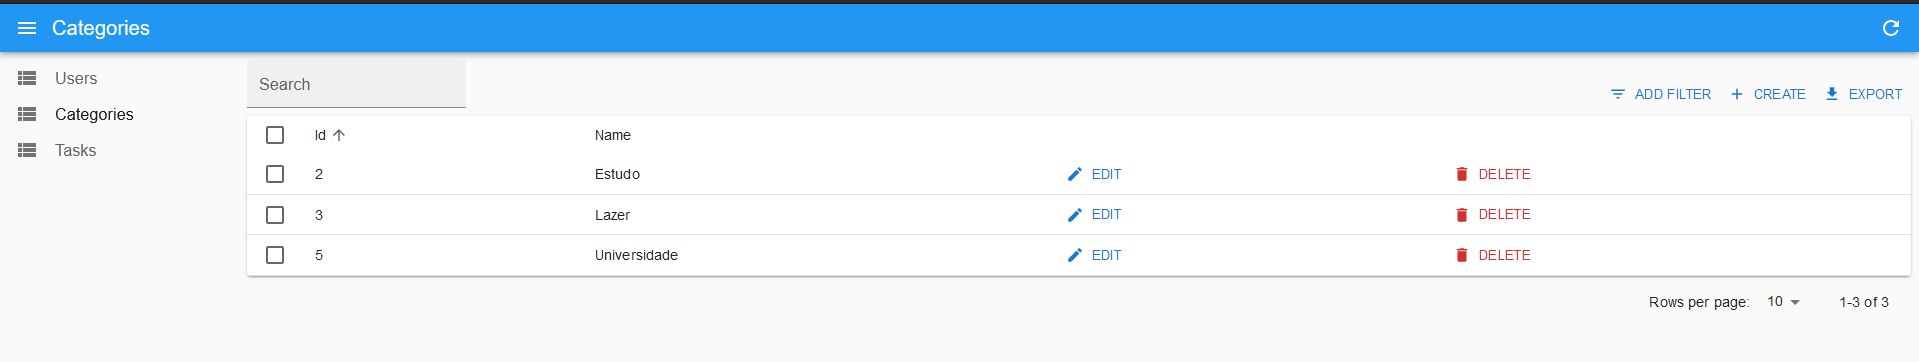 Categories
Users
Categories
Tasks
Search
ADD FILTER CREATE EXPORT
Id Name
2 Estudo EDIT DELETE
3 Lazer EDIT DELETE
5 Universidade EDIT DELETE
Rows per page: 10 1-3 of 3